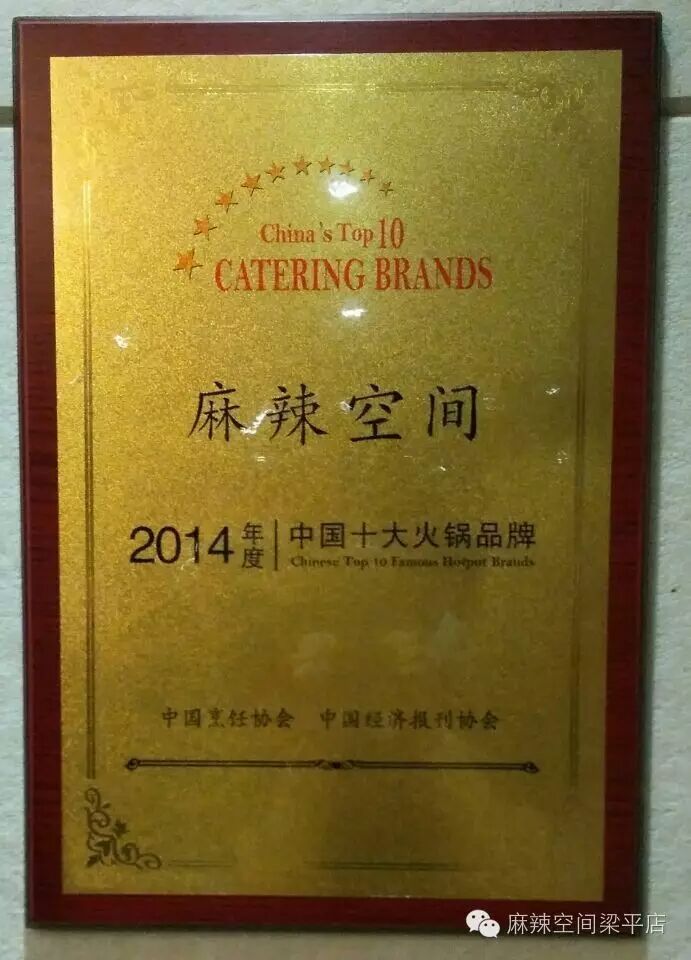 China's Top 10
CATERING BRANDS
麻辣空间
2014年度 中国十大火锅品牌
Chinese Top 10 Famous Hotpot Brands
中国烹饪协会 中国经济报刊协会
麻辣空间梁平店